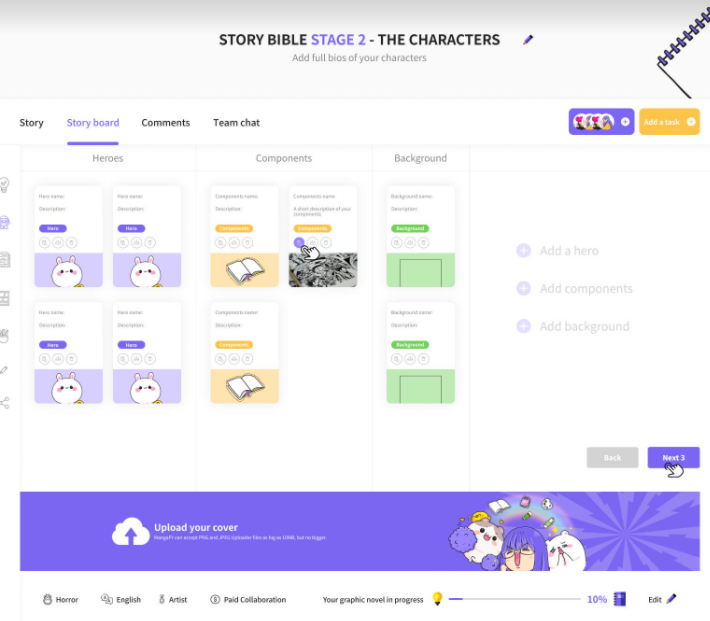 STORY BIBLE STAGE 2 - THE CHARACTERS
Add full bios of your characters
Story
Story board
Comments
Team chat
Add a task
Heroes
Components
Background
Hero name:
Description:
Hero
Hero name:
Description:
Hero
Components name:
Description:
Components
Components name
A short description of your
components.
Components
Background name:
Description:
Background
Add a hero
Add components
Add background
Hero name:
Description:
Hero
Hero name:
Description:
Hero
Components name:
Description:
Components
Background name:
Description:
Background
Back
Next 3
Upload your cover
MangaFY can accept PNG and JPEG Uploader files as big as 10MB, but no bigger.
Horror
English
Artist
Paid Collaboration
Your graphic novel in progress
10%
Edit